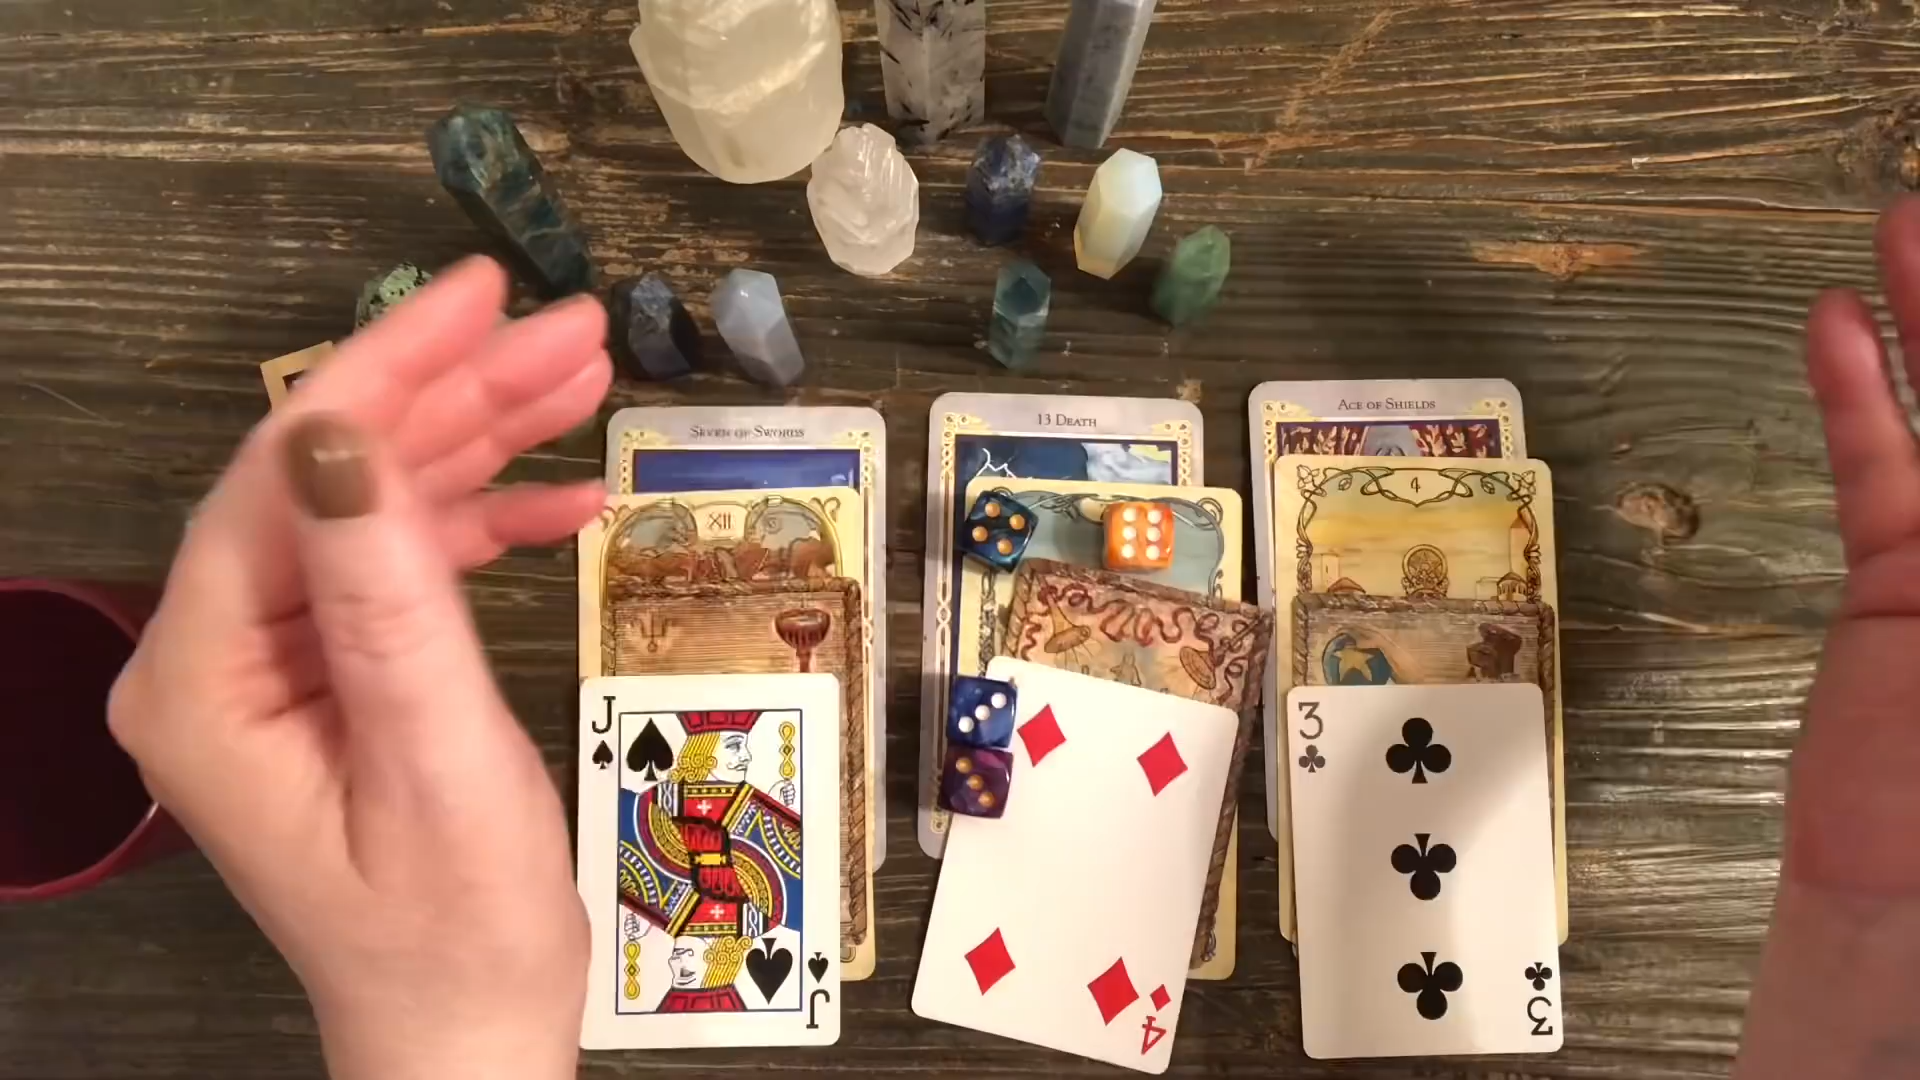 SEVEN OF SWORDS
13 DEATH
ACE OF SHIELDS
XII
4
J
J
4
3
3